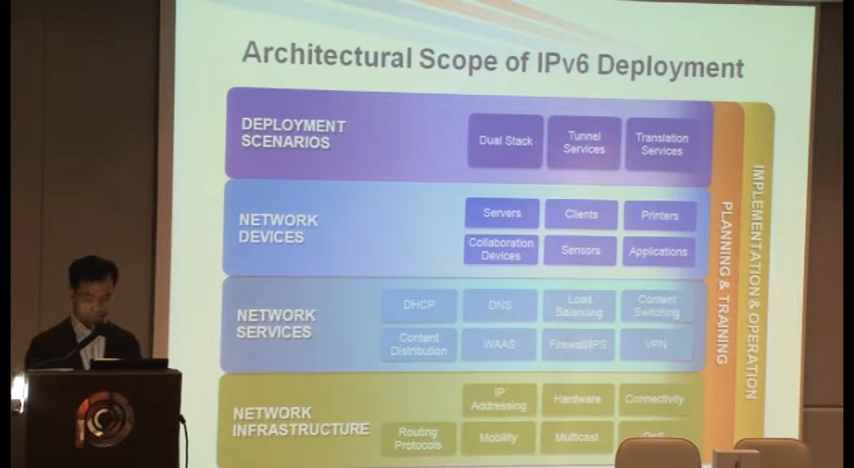 Architectural Scope of IPv6 Deployment
DEPLOYMENT
SCENARIOS
Dual Stack
Tunnel
Services
Translation
Services
NETWORK
DEVICES
Servers
Clients
Printers
Collaboration
Devices
Sensors
Applications
NETWORK
SERVICES
DHCP
DNS
Load
Balancing
Content
Switching
Content
Distribution
WAAS
Firewall/IPS
VPN
NETWORK
INFRASTRUCTURE
IP
Addressing
Hardware
Connectivity
Routing
Protocols
Mobility
Multicast
QoS
PLANNING & TRAINING
IMPLEMENTATION & OPERATION